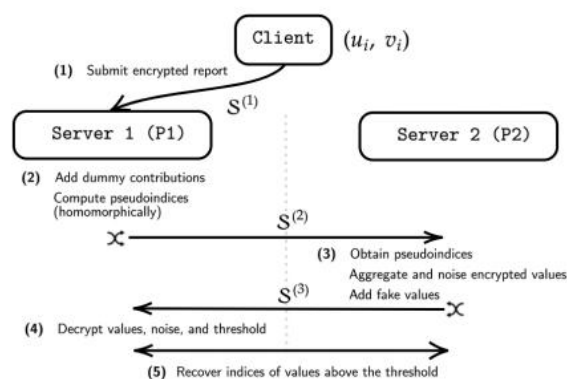 Client (uᵢ, vᵢ)
(1) Submit encrypted report
S⁽¹⁾
Server 1 (P1) Server 2 (P2)
(2) Add dummy contributions
Compute pseudoindices
(homomorphically)
S⁽²⁾
(3) Obtain pseudoindices
Aggregate and noise encrypted values
Add fake values
S⁽³⁾
(4) Decrypt values, noise, and threshold
(5) Recover indices of values above the threshold